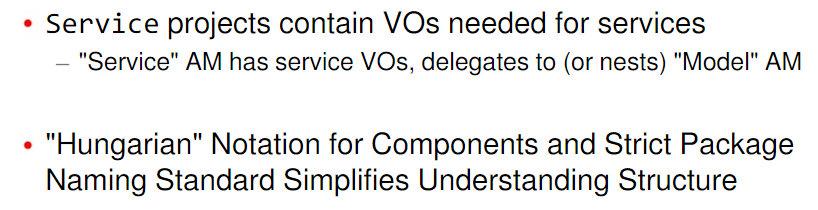 • Service projects contain VOs needed for services
– "Service" AM has service VOs, delegates to (or nests) "Model" AM
• "Hungarian" Notation for Components and Strict Package
Naming Standard Simplifies Understanding Structure